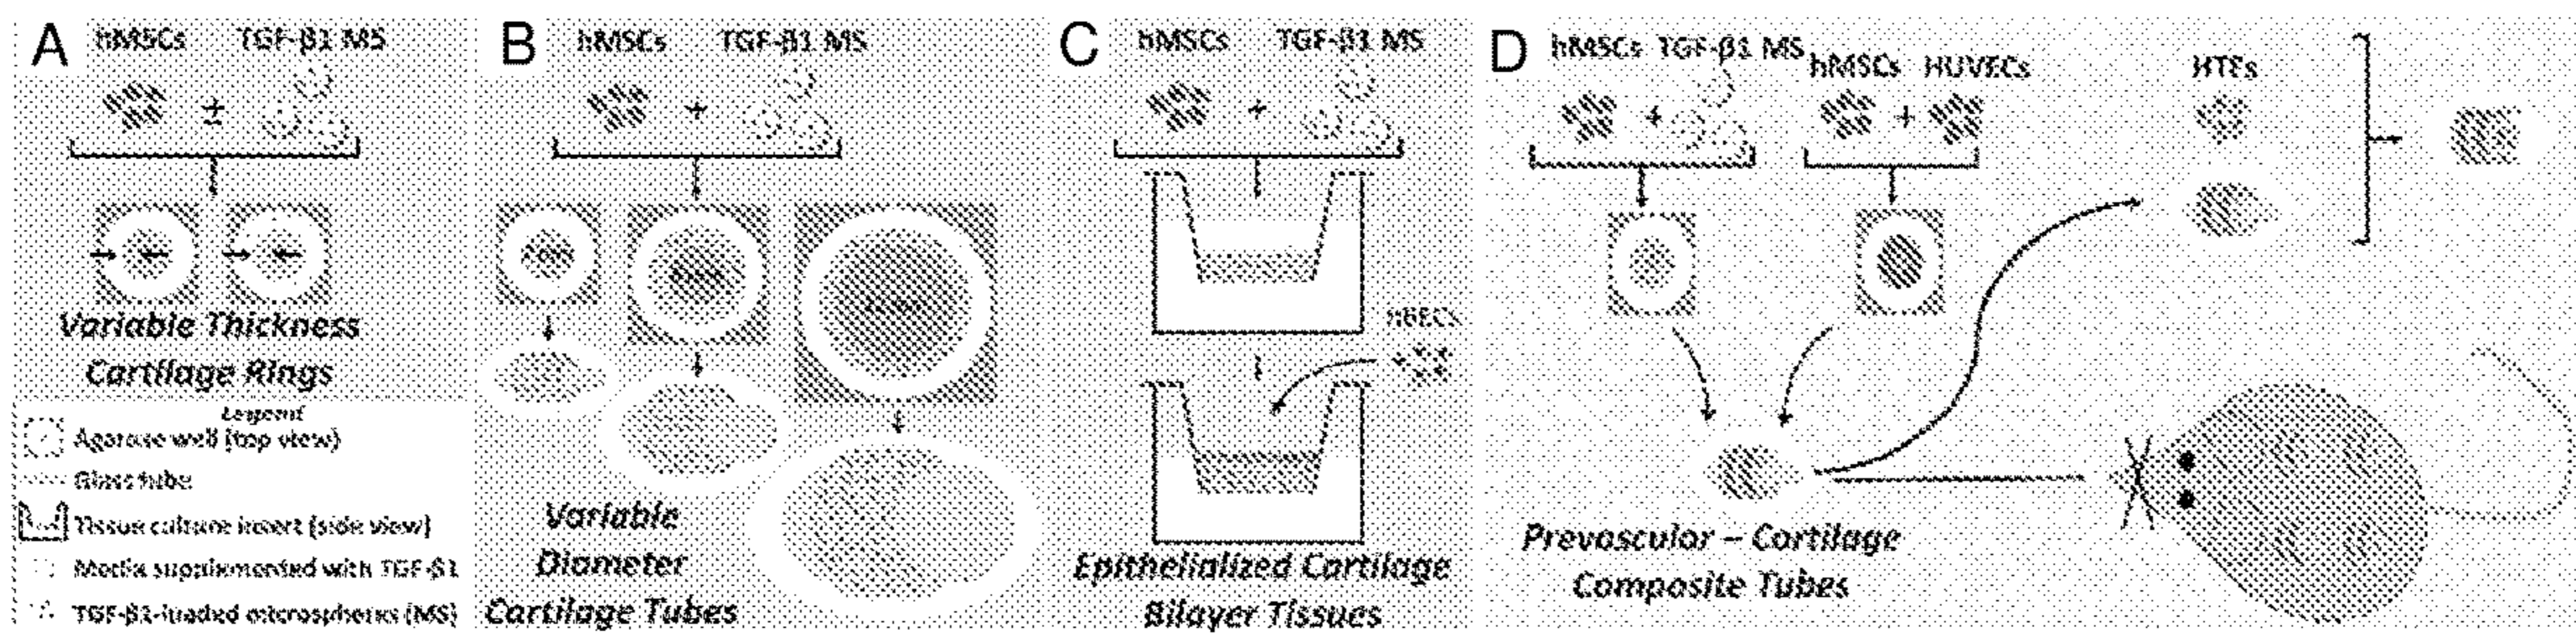 A
hMSCs TGF-β1 MS
±
Variable Thickness
Cartilage Rings
Legend
Agarose well (top view)
Glass tube
Tissue culture insert (side view)
Media supplemented with TGF-β1
TGF-β1-loaded microspheres (MS)
B
hMSCs TGF-β1 MS
+
Variable
Diameter
Cartilage Tubes
C
hMSCs TGF-β1 MS
+
Epithelialized Cartilage
Bilayer Tissues
D
hMSCs TGF-β1 MS
+
hMSCs HUVECs
+
HTEs
Prevascular – Cartilage
Composite Tubes